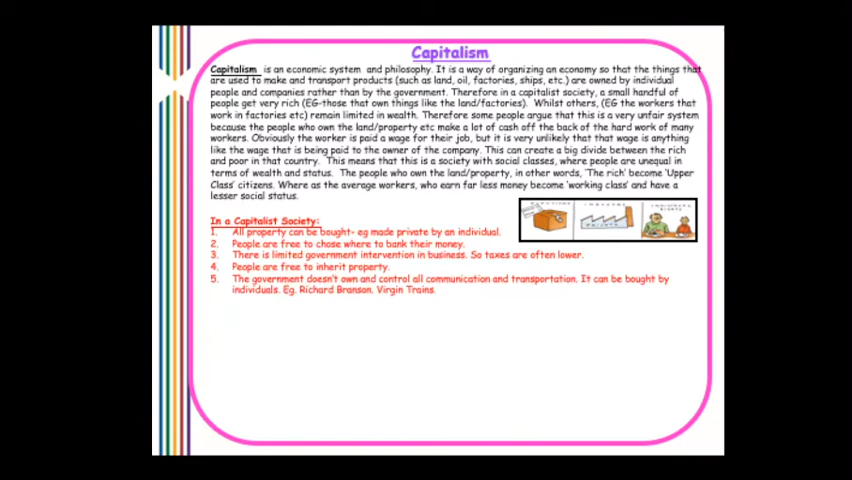 Capitalism
Capitalism is an economic system and philosophy. It is a way of organizing an economy so that the things that
are used to make and transport products (such as land, oil, factories, ships, etc.) are owned by individual
people and companies rather than by the government. Therefore in a capitalist society, a small handful of
people get very rich (EG-those that own things like the land/factories). Whilst others, (EG the workers that
work in factories etc) remain limited in wealth. Therefore some people argue that this is a very unfair system
because the people who own the land/property etc make a lot of cash off the back of the hard work of many
workers. Obviously the worker is paid a wage for their job, but it is very unlikely that that wage is anything
like the wage that is being paid to the owner of the company. This can create a big divide between the rich
and poor in that country. This means that this is a society with social classes, where people are unequal in
terms of wealth and status. The people who own the land/property, in other words, 'The rich' become 'Upper
Class' citizens. Where as the average workers, who earn far less money become 'working class' and have a
lesser social status.
In a Capitalist Society:
1. All property can be bought- eg made private by an individual.
2. People are free to chose where to bank their money.
3. There is limited government intervention in business. So taxes are often lower.
4. People are free to inherit property.
5. The government doesn't own and control all communication and transportation. It can be bought by
individuals. Eg. Richard Branson. Virgin Trains.